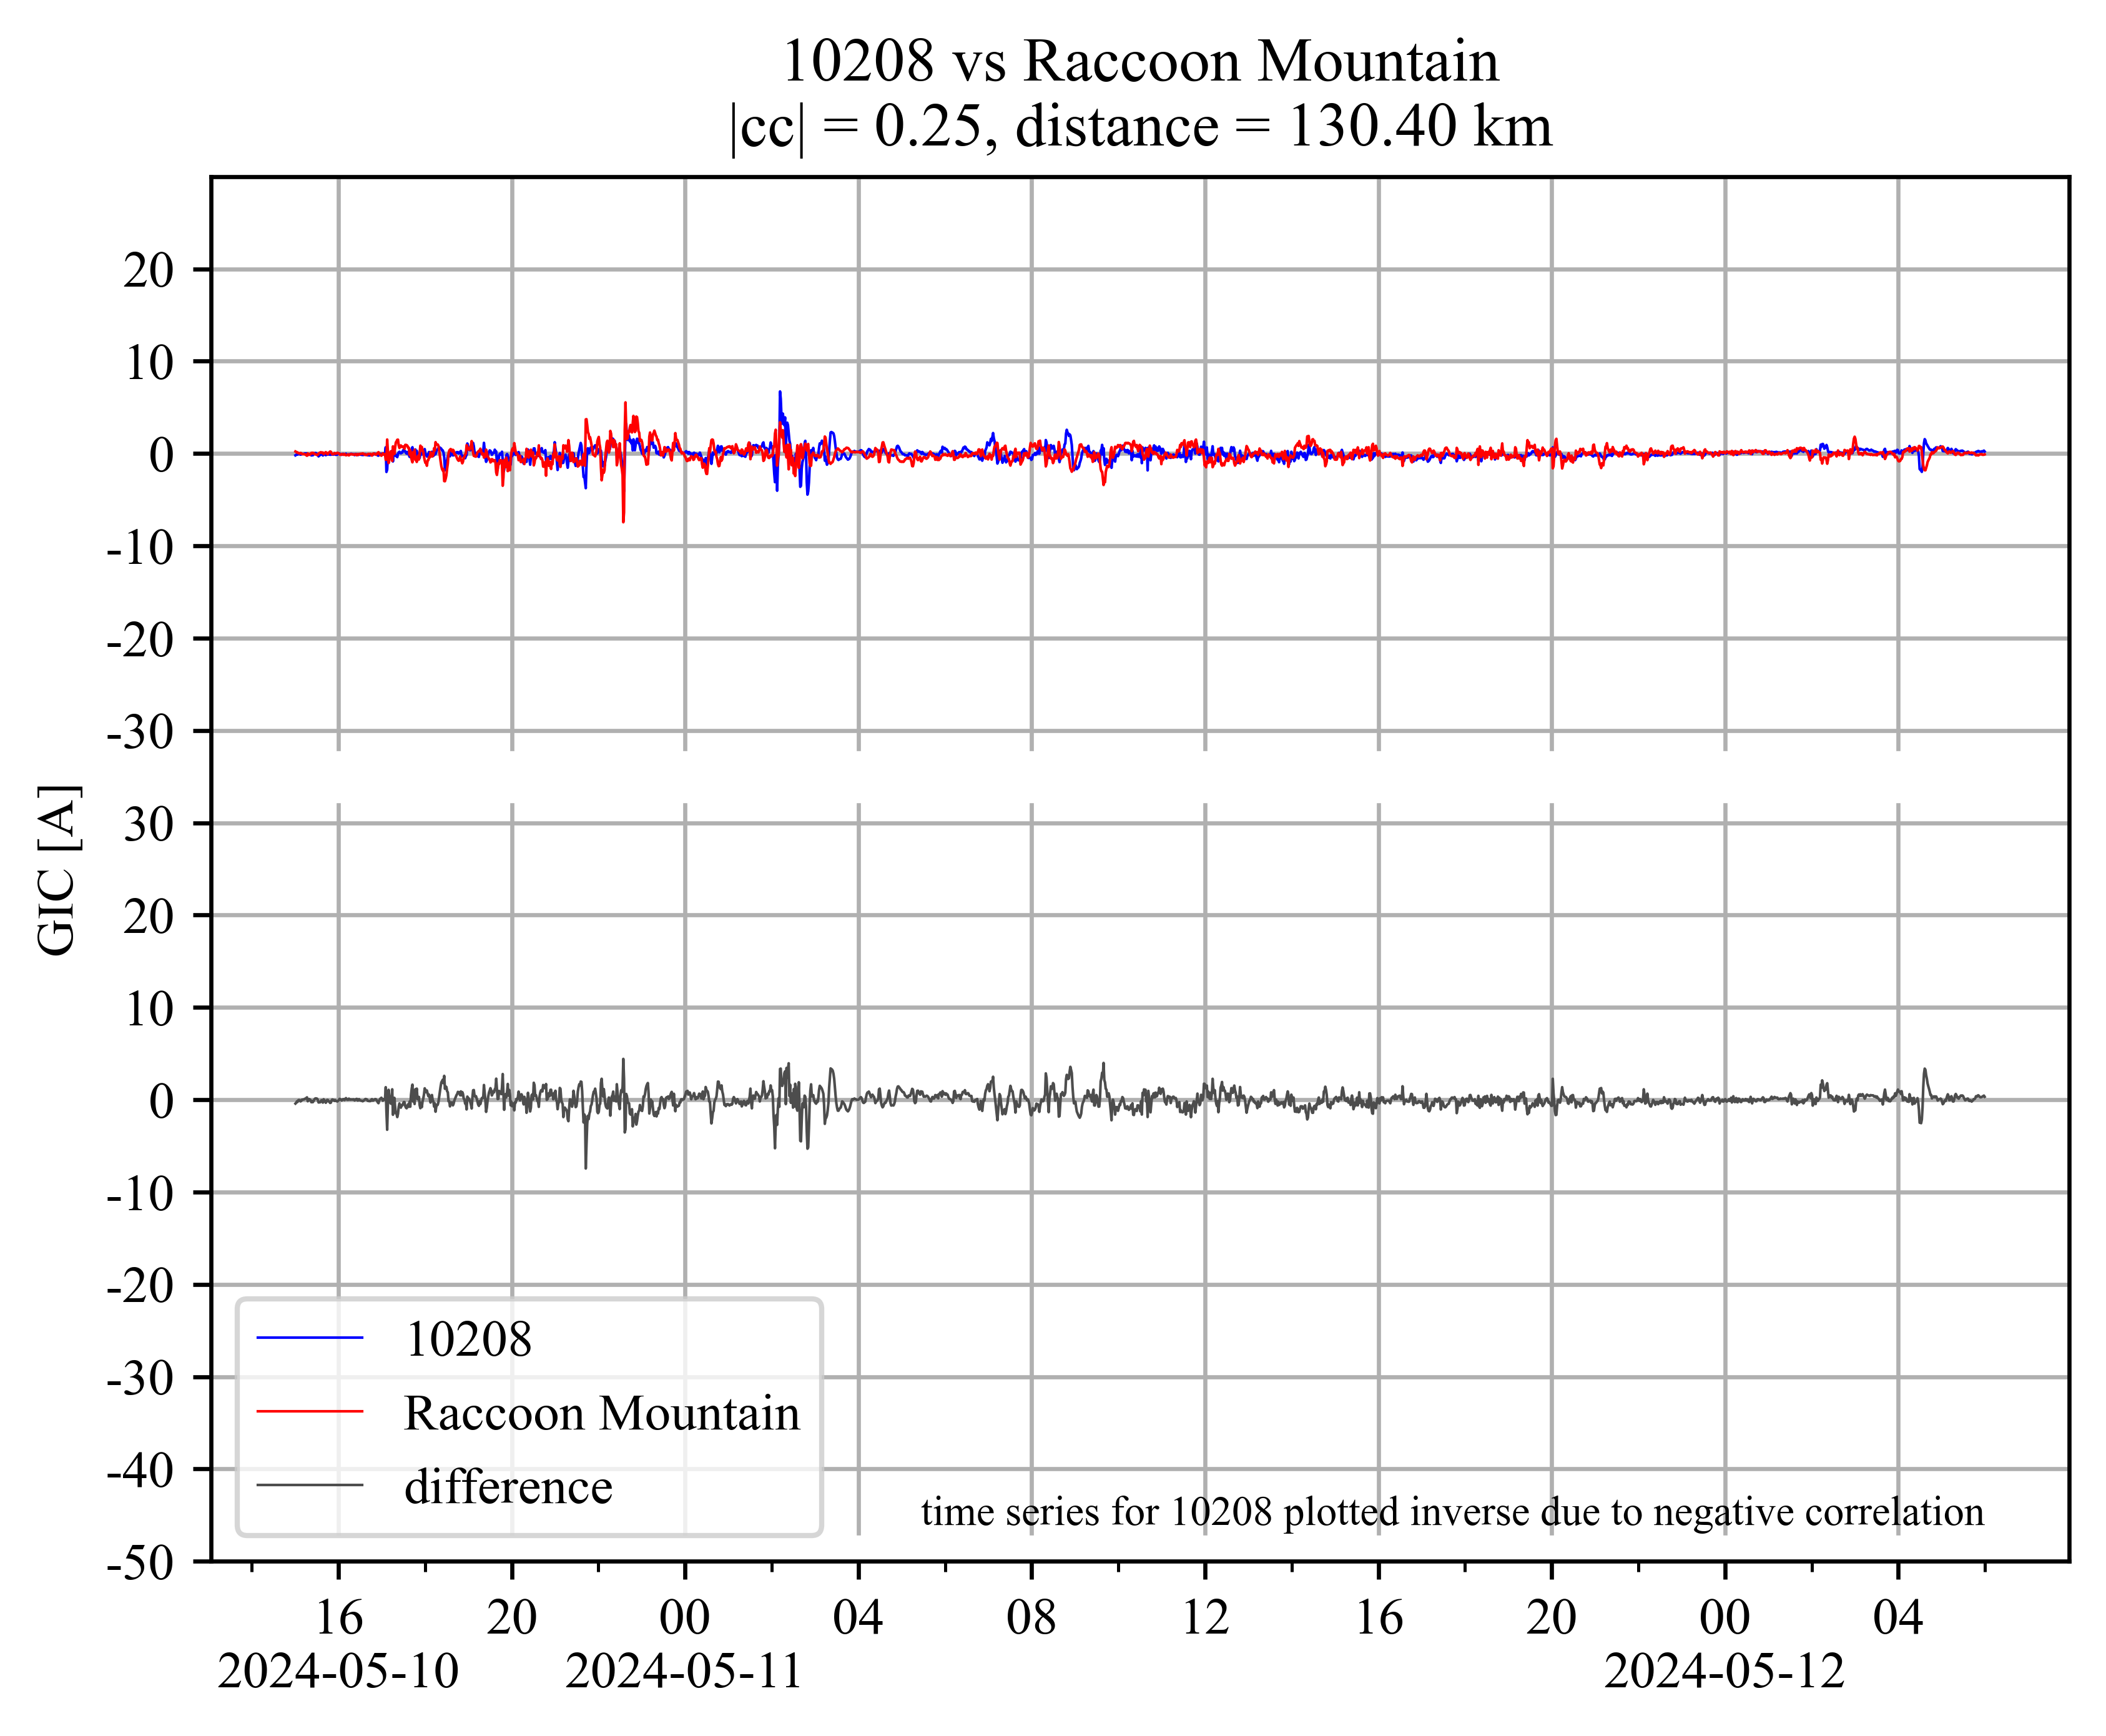 10208 vs Raccoon Mountain
|cc| = 0.25, distance = 130.40 km
20
10
0
-10
-20
-30
30
20
10
0
-10
-20
-30
-40
-50
GIC [A]
10208
Raccoon Mountain
difference
time series for 10208 plotted inverse due to negative correlation
16 20 00 04 08 12 16 20 00 04
2024-05-10 2024-05-11 2024-05-12